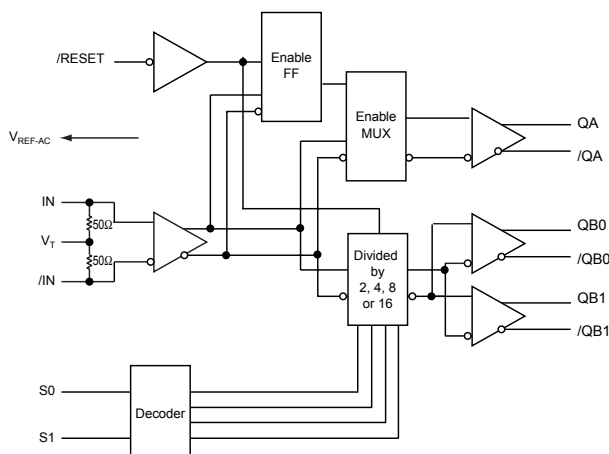 /RESET
Enable
FF
Enable
MUX
QA
/QA
VREF-AC
IN
50Ω
VT
50Ω
/IN
Divided
by
2, 4, 8
or 16
QB0
/QB0
QB1
/QB1
S0
Decoder
S1